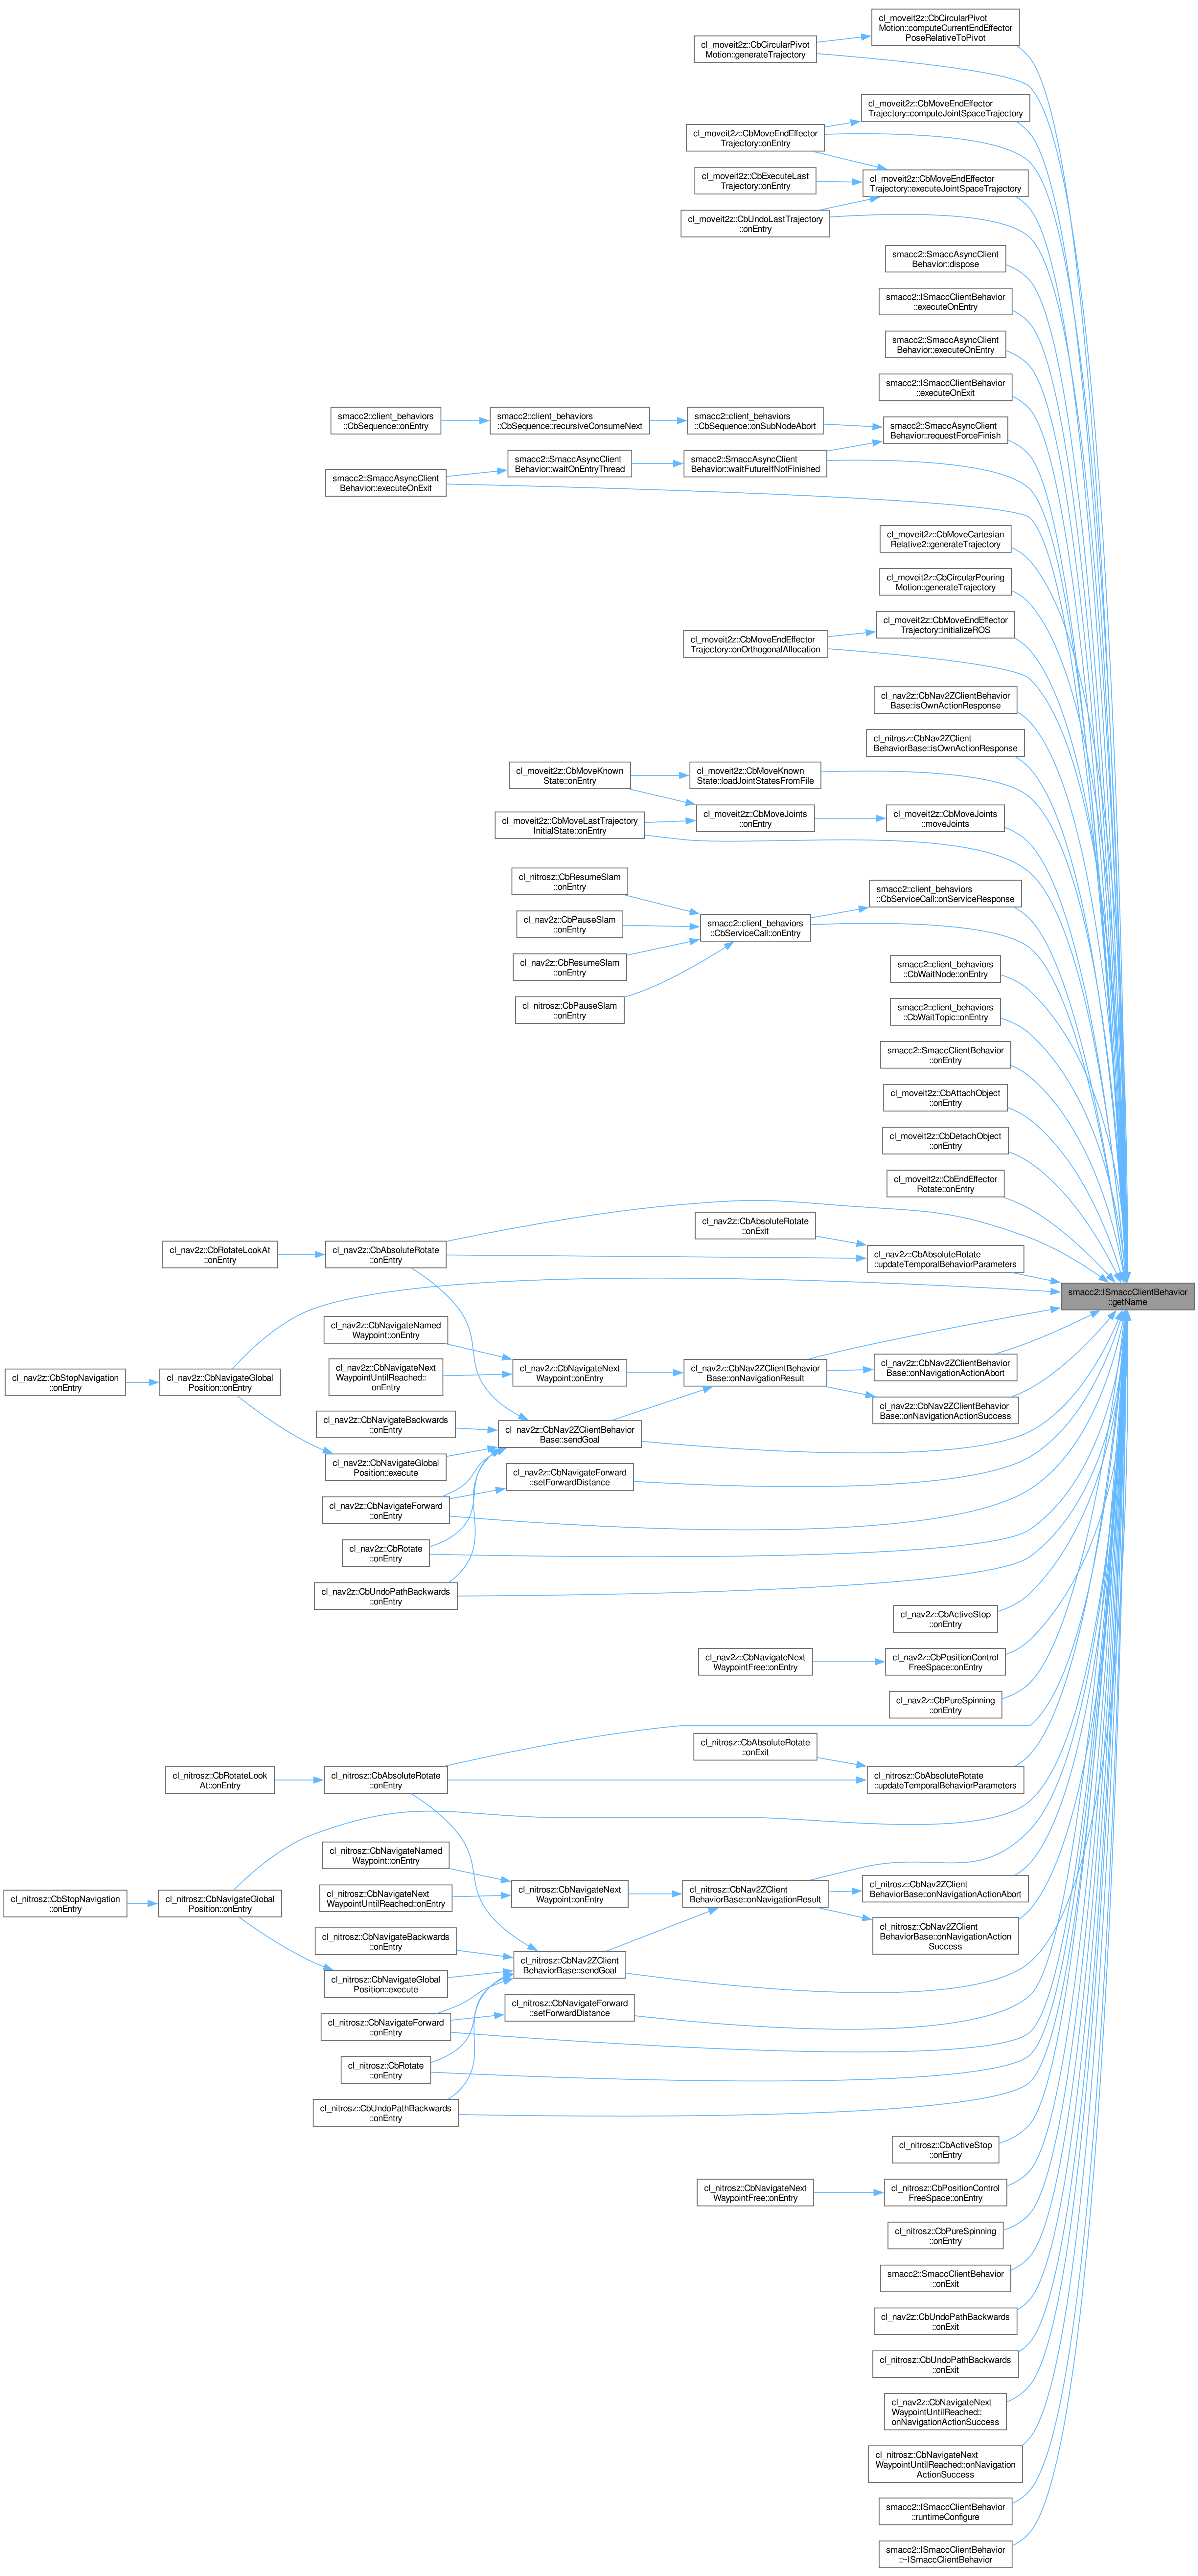 cl_moveit2z::CbCircularPivot
Motion::computeCurrentEndEffector
PoseRelativeToPivot
cl_moveit2z::CbCircularPivot
Motion::generateTrajectory
cl_moveit2z::CbMoveEndEffector
Trajectory::computeJointSpaceTrajectory
cl_moveit2z::CbMoveEndEffector
Trajectory::onEntry
cl_moveit2z::CbExecuteLast
Trajectory::onEntry
cl_moveit2z::CbMoveEndEffector
Trajectory::executeJointSpaceTrajectory
cl_moveit2z::CbUndoLastTrajectory
::onEntry
smacc2::SmaccAsyncClient
Behavior::dispose
smacc2::ISmaccClientBehavior
::executeOnEntry
smacc2::SmaccAsyncClient
Behavior::executeOnEntry
smacc2::ISmaccClientBehavior
::executeOnExit
smacc2::client_behaviors
::CbSequence::onEntry
smacc2::client_behaviors
::CbSequence::recursiveConsumeNext
smacc2::client_behaviors
::CbSequence::onSubNodeAbort
smacc2::SmaccAsyncClient
Behavior::requestForceFinish
smacc2::SmaccAsyncClient
Behavior::executeOnExit
smacc2::SmaccAsyncClient
Behavior::waitOnEntryThread
smacc2::SmaccAsyncClient
Behavior::waitFutureIfNotFinished
cl_moveit2z::CbMoveCartesian
Relative2::generateTrajectory
cl_moveit2z::CbCircularPouring
Motion::generateTrajectory
cl_moveit2z::CbMoveEndEffector
Trajectory::initializeROS
cl_moveit2z::CbMoveEndEffector
Trajectory::onOrthogonalAllocation
cl_nav2z::CbNav2ZClientBehavior
Base::isOwnActionResponse
cl_nitrosz::CbNav2ZClient
BehaviorBase::isOwnActionResponse
cl_moveit2z::CbMoveKnown
State::onEntry
cl_moveit2z::CbMoveKnown
State::loadJointStatesFromFile
cl_moveit2z::CbMoveLastTrajectory
InitialState::onEntry
cl_moveit2z::CbMoveJoints
::onEntry
cl_moveit2z::CbMoveJoints
::moveJoints
cl_nitrosz::CbResumeSlam
::onEntry
cl_nav2z::CbPauseSlam
::onEntry
cl_nav2z::CbResumeSlam
::onEntry
cl_nitrosz::CbPauseSlam
::onEntry
smacc2::client_behaviors
::CbServiceCall::onEntry
smacc2::client_behaviors
::CbServiceCall::onServiceResponse
smacc2::client_behaviors
::CbWaitNode::onEntry
smacc2::client_behaviors
::CbWaitTopic::onEntry
smacc2::SmaccClientBehavior
::onEntry
cl_moveit2z::CbAttachObject
::onEntry
cl_moveit2z::CbDetachObject
::onEntry
cl_moveit2z::CbEndEffector
Rotate::onEntry
cl_nav2z::CbRotateLookAt
::onEntry
cl_nav2z::CbAbsoluteRotate
::onEntry
cl_nav2z::CbAbsoluteRotate
::onExit
cl_nav2z::CbAbsoluteRotate
::updateTemporalBehaviorParameters
smacc2::ISmaccClientBehavior
::getName
cl_nav2z::CbStopNavigation
::onEntry
cl_nav2z::CbNavigateGlobal
Position::onEntry
cl_nav2z::CbNavigateNamed
Waypoint::onEntry
cl_nav2z::CbNavigateNext
WaypointUntilReached::
onEntry
cl_nav2z::CbNavigateNext
Waypoint::onEntry
cl_nav2z::CbNav2ZClientBehavior
Base::onNavigationResult
cl_nav2z::CbNav2ZClientBehavior
Base::onNavigationActionAbort
cl_nav2z::CbNav2ZClientBehavior
Base::onNavigationActionSuccess
cl_nav2z::CbNavigateBackwards
::onEntry
cl_nav2z::CbNav2ZClientBehavior
Base::sendGoal
cl_nav2z::CbNavigateGlobal
Position::execute
cl_nav2z::CbNavigateForward
::setForwardDistance
cl_nav2z::CbNavigateForward
::onEntry
cl_nav2z::CbRotate
::onEntry
cl_nav2z::CbUndoPathBackwards
::onEntry
cl_nav2z::CbActiveStop
::onEntry
cl_nav2z::CbNavigateNext
WaypointFree::onEntry
cl_nav2z::CbPositionControl
FreeSpace::onEntry
cl_nav2z::CbPureSpinning
::onEntry
cl_nitrosz::CbRotateLook
At::onEntry
cl_nitrosz::CbAbsoluteRotate
::onEntry
cl_nitrosz::CbAbsoluteRotate
::onExit
cl_nitrosz::CbAbsoluteRotate
::updateTemporalBehaviorParameters
cl_nitrosz::CbStopNavigation
::onEntry
cl_nitrosz::CbNavigateGlobal
Position::onEntry
cl_nitrosz::CbNavigateNamed
Waypoint::onEntry
cl_nitrosz::CbNavigateNext
WaypointUntilReached::onEntry
cl_nitrosz::CbNavigateNext
Waypoint::onEntry
cl_nitrosz::CbNav2ZClient
BehaviorBase::onNavigationResult
cl_nitrosz::CbNav2ZClient
BehaviorBase::onNavigationActionAbort
cl_nitrosz::CbNav2ZClient
BehaviorBase::onNavigationAction
Success
cl_nitrosz::CbNavigateBackwards
::onEntry
cl_nitrosz::CbNav2ZClient
BehaviorBase::sendGoal
cl_nitrosz::CbNavigateGlobal
Position::execute
cl_nitrosz::CbNavigateForward
::setForwardDistance
cl_nitrosz::CbNavigateForward
::onEntry
cl_nitrosz::CbRotate
::onEntry
cl_nitrosz::CbUndoPathBackwards
::onEntry
cl_nitrosz::CbActiveStop
::onEntry
cl_nitrosz::CbNavigateNext
WaypointFree::onEntry
cl_nitrosz::CbPositionControl
FreeSpace::onEntry
cl_nitrosz::CbPureSpinning
::onEntry
smacc2::SmaccClientBehavior
::onExit
cl_nav2z::CbUndoPathBackwards
::onExit
cl_nitrosz::CbUndoPathBackwards
::onExit
cl_nav2z::CbNavigateNext
WaypointUntilReached::
onNavigationActionSuccess
cl_nitrosz::CbNavigateNext
WaypointUntilReached::onNavigation
ActionSuccess
smacc2::ISmaccClientBehavior
::runtimeConfigure
smacc2::ISmaccClientBehavior
::~ISmaccClientBehavior